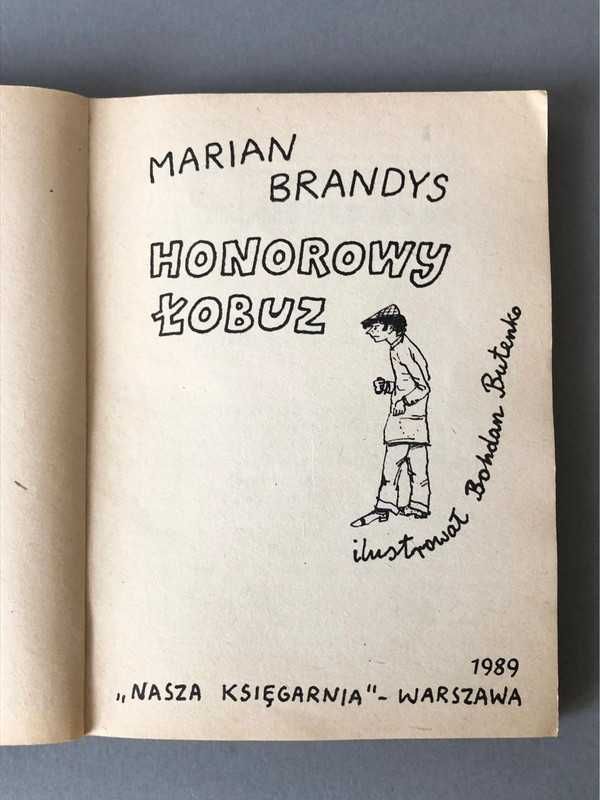 MARIAN
BRANDYS
HONOROWY
ŁOBUZ
ilustrował Bohdan Butenko
1989
„NASZA KSIĘGARNIA" - WARSZAWA